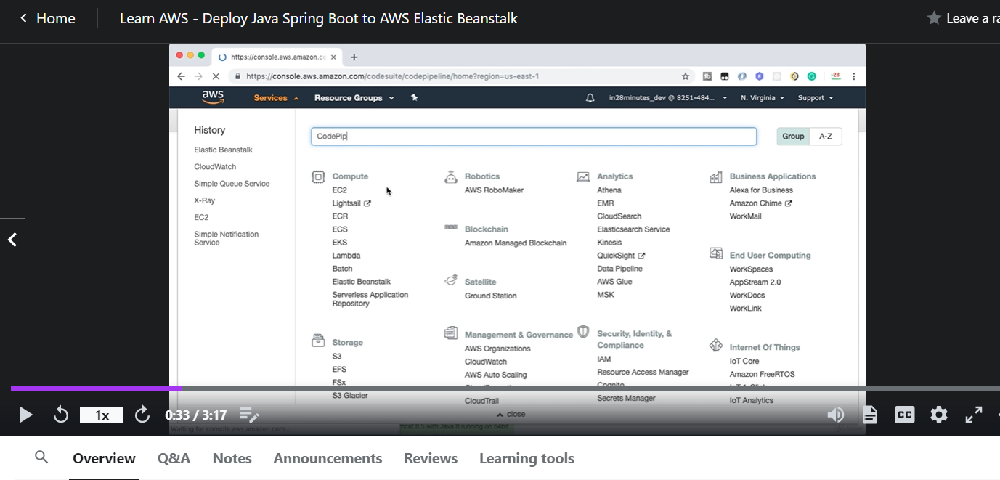 Home
Learn AWS - Deploy Java Spring Boot to AWS Elastic Beanstalk
Leave a ra
https://console.aws.amazon.cc
https://console.aws.amazon.com/codesuite/codepipeline/home?region=us-east-1
-28
aws
Services
Resource Groups
in28minutes_dev @ 8251-484...
N. Virginia
Support
History
Elastic Beanstalk
CloudWatch
Simple Queue Service
X-Ray
EC2
Simple Notification
Service
CodePip
Group
A-Z
Compute
EC2
Lightsail
ECR
ECS
EKS
Lambda
Batch
Elastic Beanstalk
Serverless Application
Repository
Storage
S3
EFS
FSx
S3 Glacier
Robotics
AWS RoboMaker
Blockchain
Amazon Managed Blockchain
Satellite
Ground Station
Management & Governance
AWS Organizations
CloudWatch
AWS Auto Scaling
CloudTrail
Analytics
Athena
EMR
CloudSearch
Elasticsearch Service
Kinesis
QuickSight
Data Pipeline
AWS Glue
MSK
Security, Identity, &
Compliance
IAM
Resource Access Manager
Cognito
Secrets Manager
Business Applications
Alexa for Business
Amazon Chime
WorkMail
End User Computing
WorkSpaces
AppStream 2.0
WorkDocs
WorkLink
Internet Of Things
IoT Core
Amazon FreeRTOS
IoT Analytics
close
Waiting for console.aws.amazon.com...
mcat 8.5 with Java 8 running on 64bit
1x
0:33 / 3:17
CC
Overview
Q&A
Notes
Announcements
Reviews
Learning tools